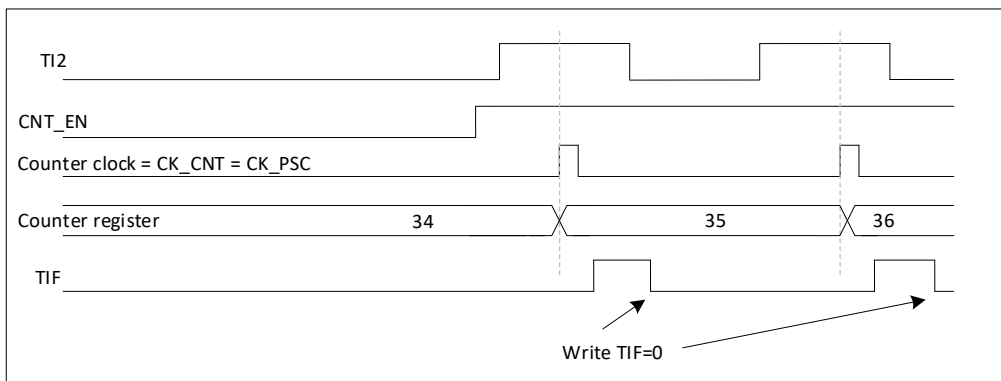 TI2
CNT_EN
Counter clock = CK_CNT = CK_PSC
Counter register 34 35 36
TIF
Write TIF=0